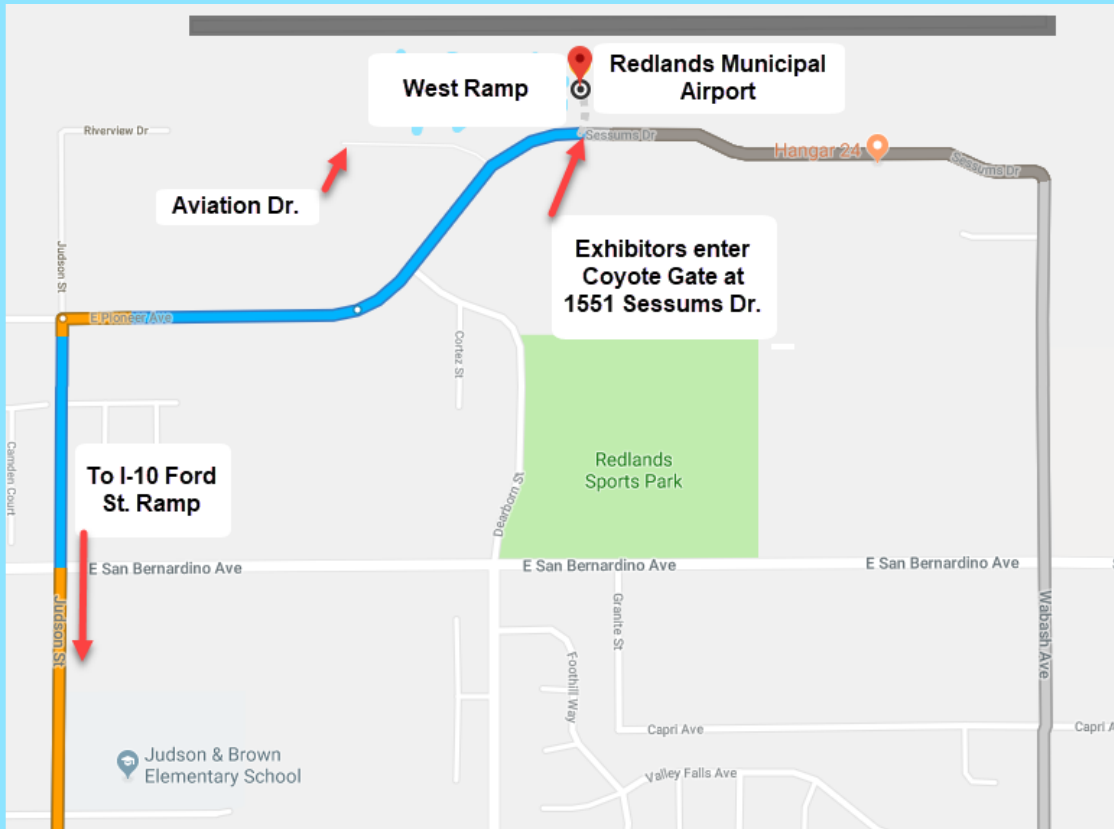 West Ramp
Redlands Municipal
Airport
Riverview Dr
Sessums Dr
Hangar 24
Sessums Dr
Aviation Dr.
Exhibitors enter
Coyote Gate at
1551 Sessums Dr.
Judson St
E Pioneer Ave
Cortez St
Camden Court
To I-10 Ford
St. Ramp
Redlands
Sports Park
Dearborn St
E San Bernardino Ave
E San Bernardino Ave
E San Bernardino Ave
Judson St
Granite St
Wabash Ave
Foothill Way
Capri Ave
Capri A
Judson & Brown
Elementary School
Valley Falls Ave